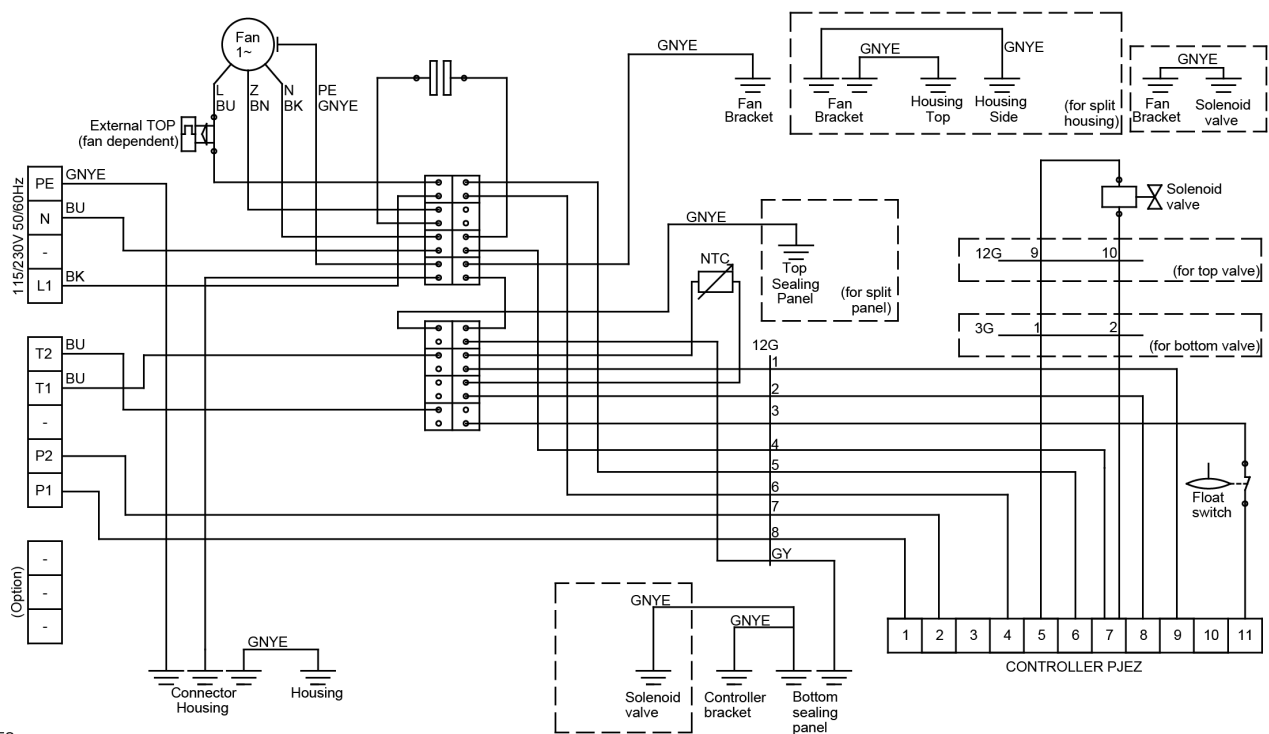 Fan
1~
L
BU
Z
BN
N
BK
PE
GNYE
External TOP
(fan dependent)
GNYE
Fan
Bracket
GNYE
GNYE
Fan
Bracket
Housing
Top
Housing
Side
(for split
housing)
GNYE
Fan
Bracket
Solenoid
valve
115/230V 50/60Hz
PE
GNYE
N
BU
-
L1
BK
GNYE
Top
Sealing
Panel
(for split
panel)
NTC
Solenoid
valve
12G
9
10
(for top valve)
3G
1
2
(for bottom valve)
T2
BU
T1
BU
-
P2
P1
12G
1
2
3
4
5
6
7
8
GY
Float
switch
(Option)
-
-
-
GNYE
Connector
Housing
Housing
GNYE
GNYE
Solenoid
valve
Controller
bracket
Bottom
sealing
panel
1 2 3 4 5 6 7 8 9 10 11
CONTROLLER PJEZ